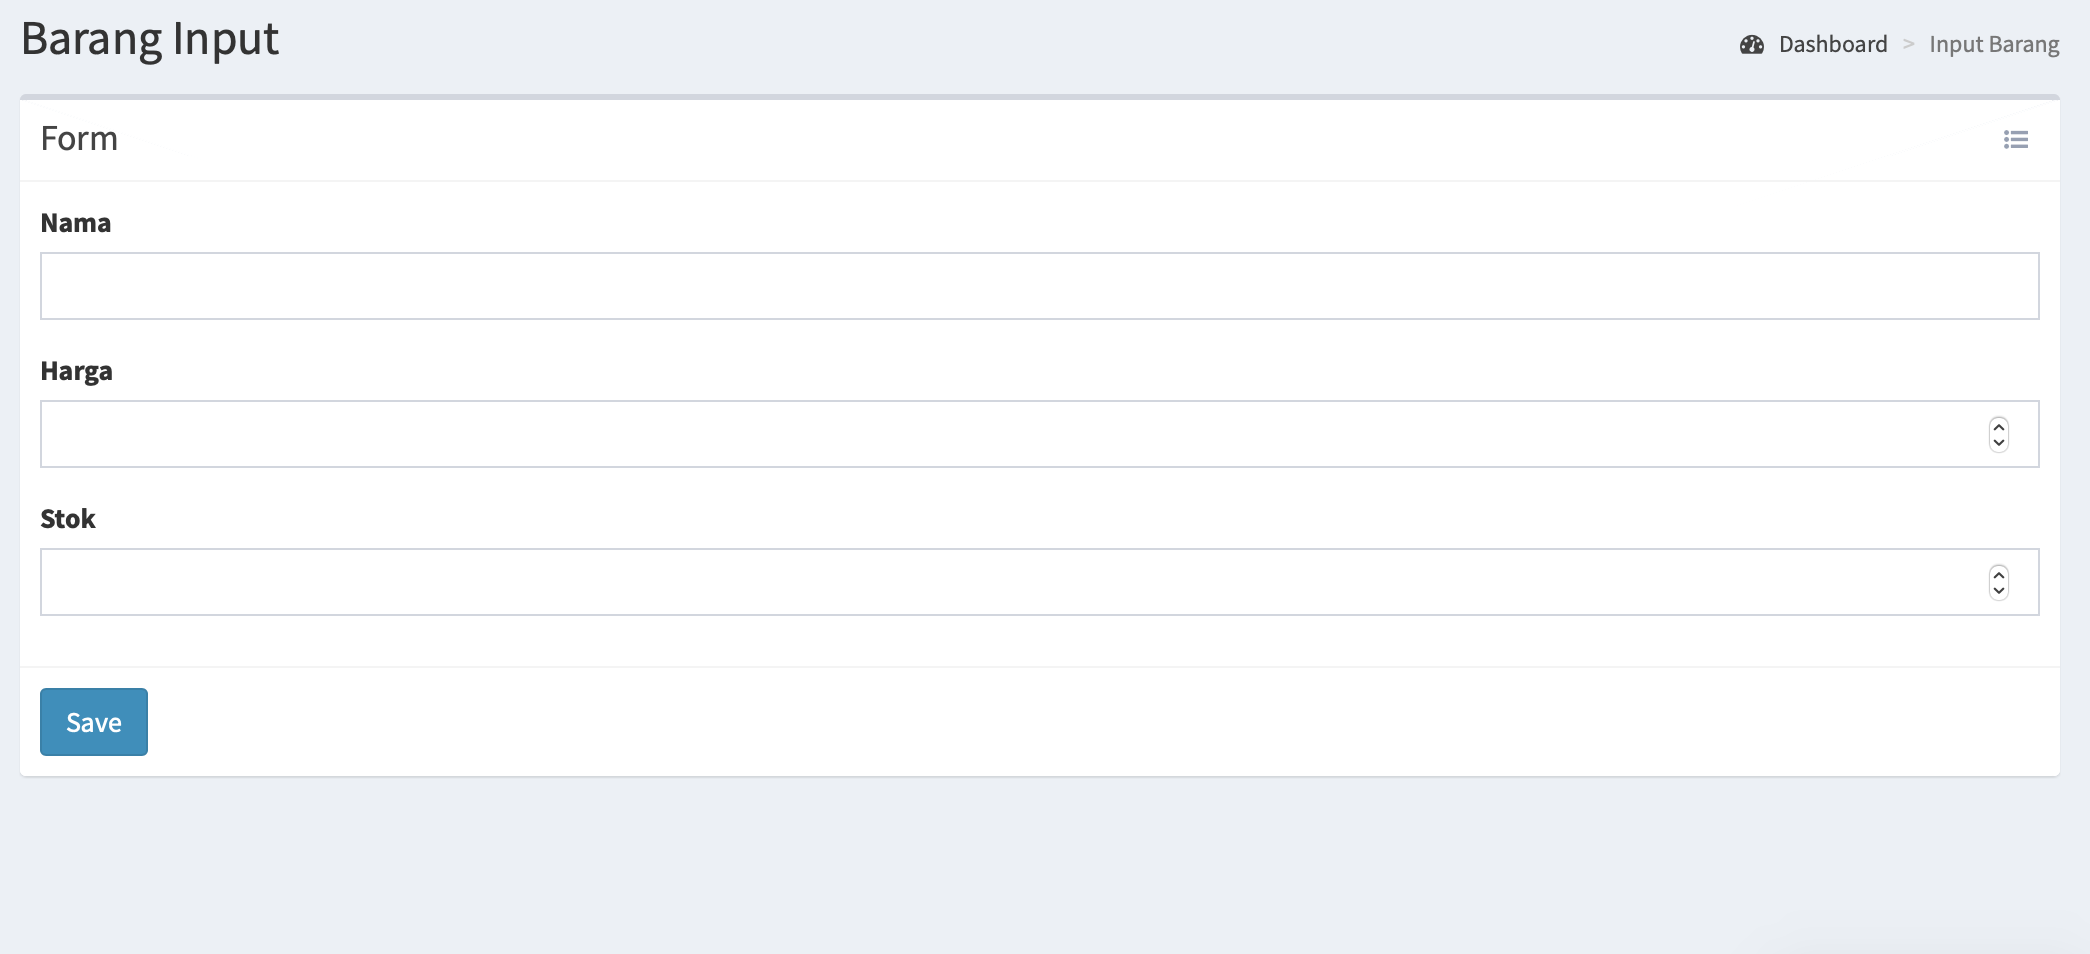 Barang Input
Dashboard > Input Barang
Form
Nama
Harga
Stok
Save